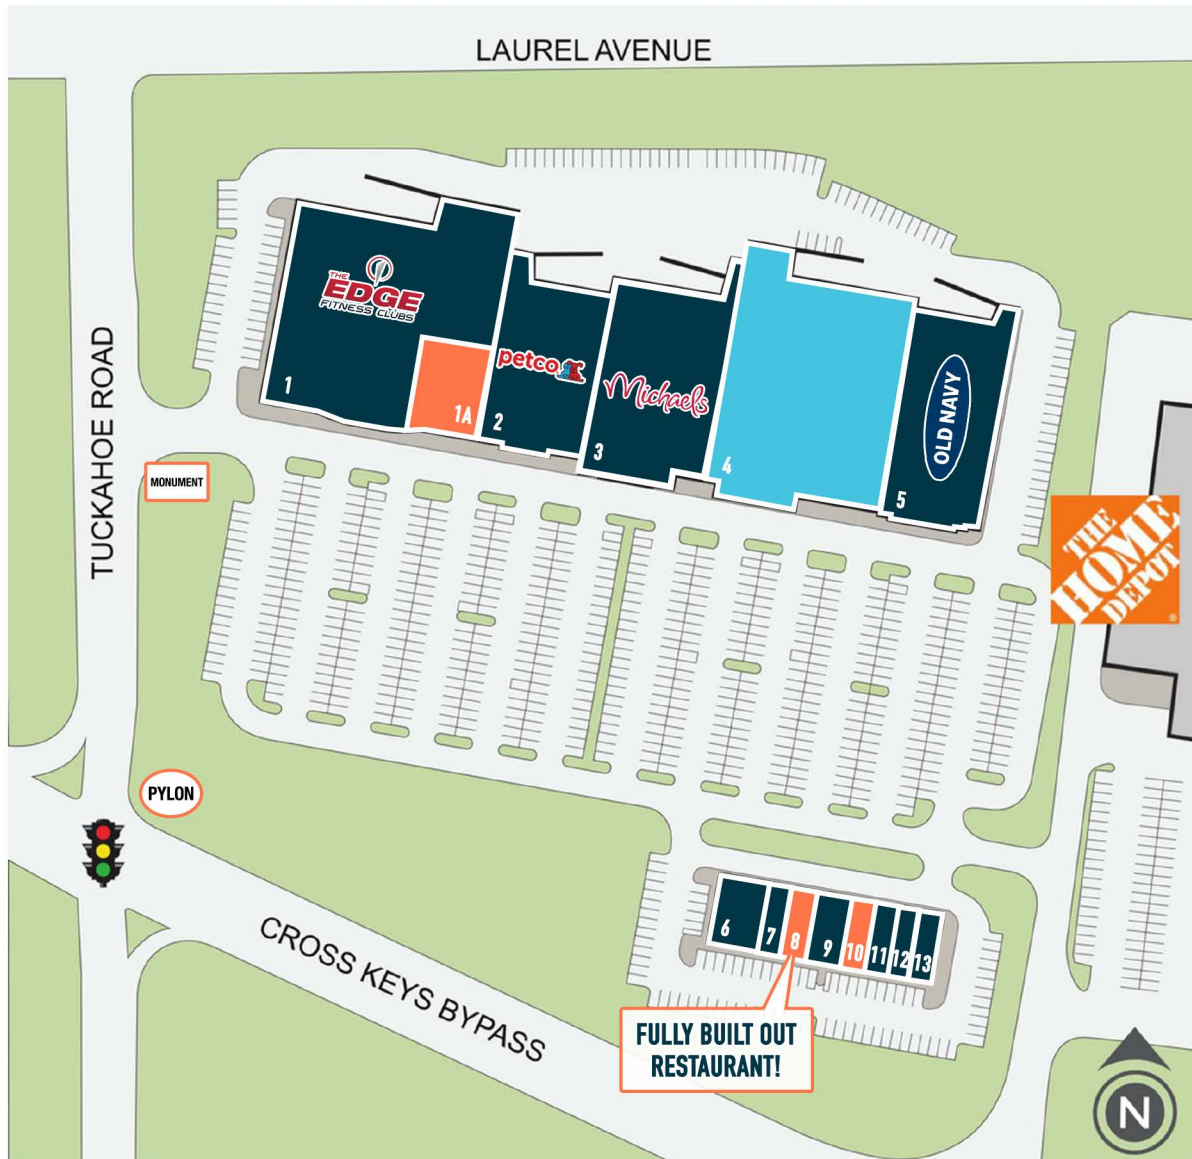 LAUREL AVENUE
TUCKAHOE ROAD
THE
EDGE
FITNESS CLUBS
1
1A
petco
2
Michaels
3
4
OLD NAVY
5
MONUMENT
THE
HOME
DEPOT
®
PYLON
CROSS KEYS BYPASS
6
7
8
9
10
11
12
13
FULLY BUILT OUT
RESTAURANT!
N